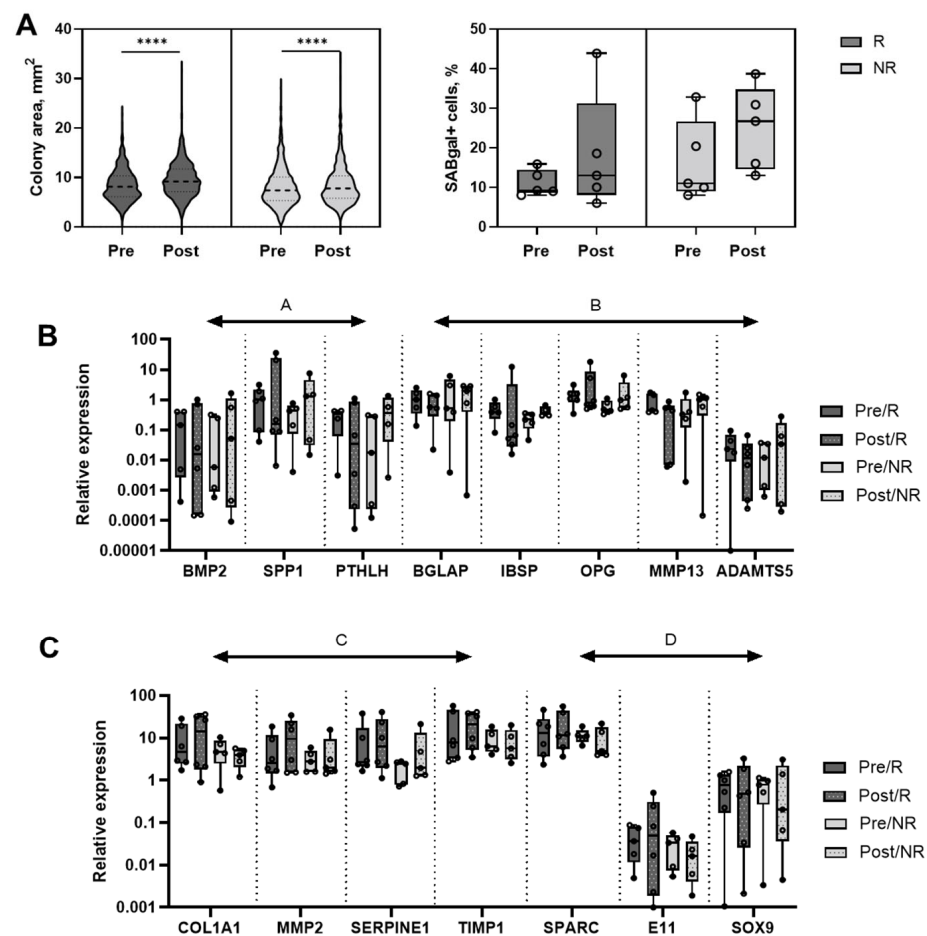 A
Colony area, mm2
40
30
20
10
0
****
****
Pre Post Pre Post
SABgal+ cells, %
50
40
30
20
10
0
Pre Post Pre Post
R
NR
B
A B
Relative expression
100
10
1
0.1
0.01
0.001
0.0001
0.00001
BMP2 SPP1 PTHLH BGLAP IBSP OPG MMP13 ADAMTS5
Pre/R
Post/R
Pre/NR
Post/NR
C
C D
Relative expression
100
10
1
0.1
0.01
0.001
COL1A1 MMP2 SERPINE1 TIMP1 SPARC E11 SOX9
Pre/R
Post/R
Pre/NR
Post/NR